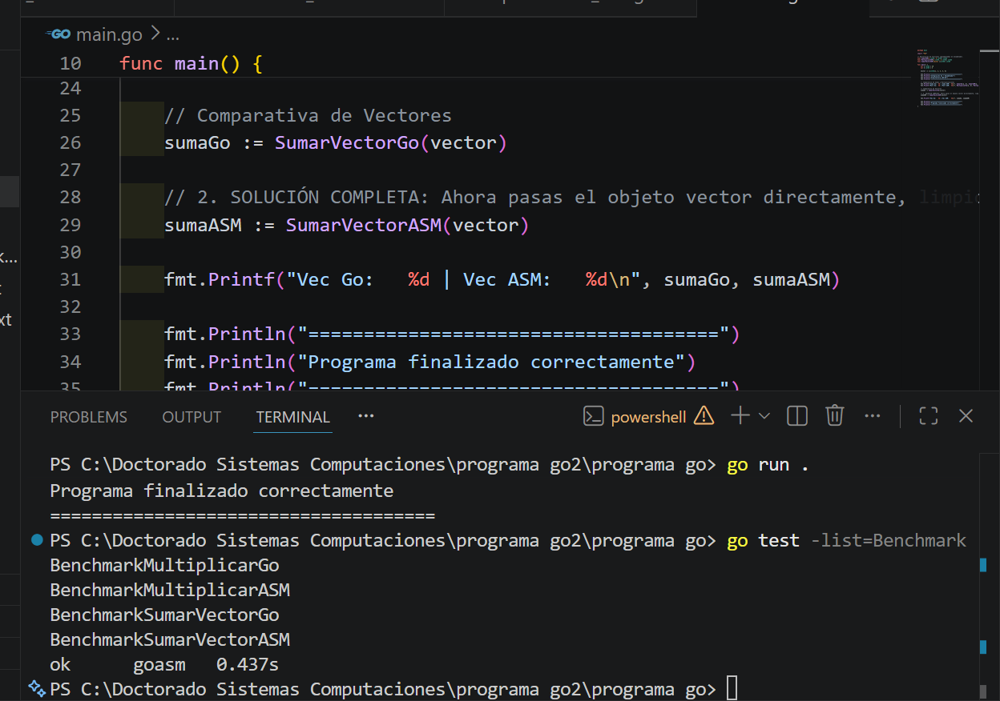 GO main.go > ...
10 func main() {
24
25 // Comparativa de Vectores
26 sumaGo := SumarVectorGo(vector)
27
28 // 2. SOLUCIÓN COMPLETA: Ahora pasas el objeto vector directamente,
29 sumaASM := SumarVectorASM(vector)
30
31 fmt.Printf("Vec Go:   %d | Vec ASM:   %d\n", sumaGo, sumaASM)
32
33 fmt.Println("=====================================")
34 fmt.Println("Programa finalizado correctamente")
35 fmt.Println("=====================================")
PROBLEMS OUTPUT TERMINAL ... powershell
PS C:\Doctorado Sistemas Computaciones\programa go2\programa go> go run .
Programa finalizado correctamente
=====================================
PS C:\Doctorado Sistemas Computaciones\programa go2\programa go> go test -list=Benchmark
BenchmarkMultiplicarGo
BenchmarkMultiplicarASM
BenchmarkSumarVectorGo
BenchmarkSumarVectorASM
ok      goasm   0.437s
PS C:\Doctorado Sistemas Computaciones\programa go2\programa go>